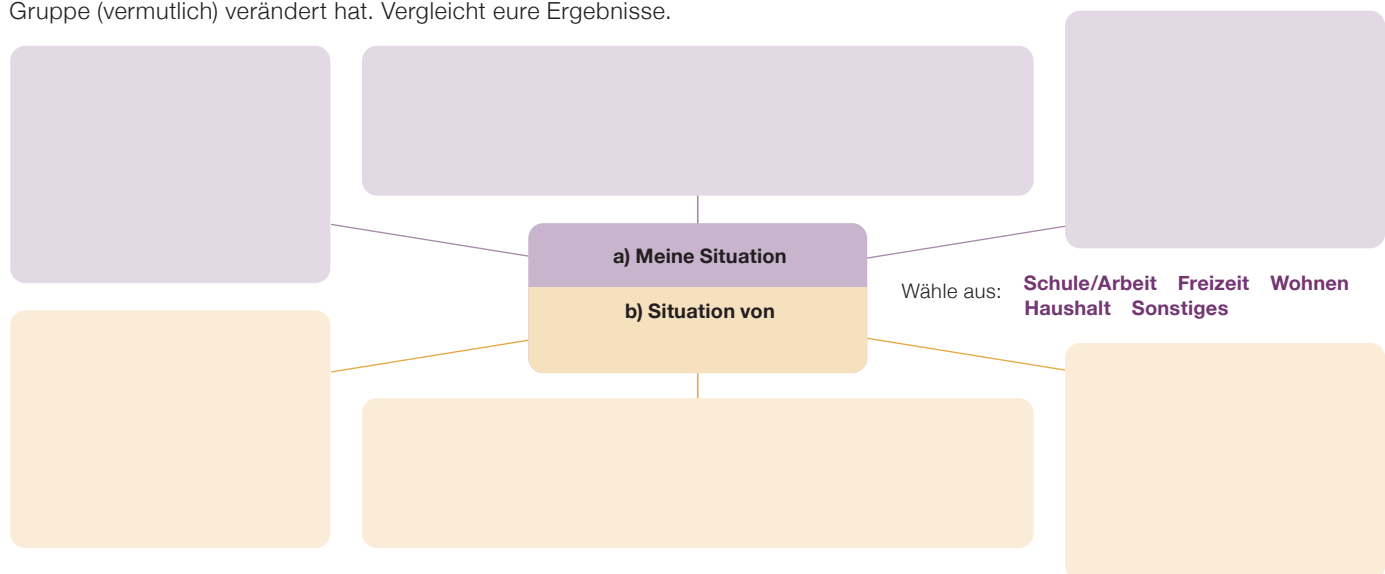 Gruppe (vermutlich) verändert hat. Vergleicht eure Ergebnisse.
a) Meine Situation
b) Situation von
Wähle aus: Schule/Arbeit Freizeit Wohnen
Haushalt Sonstiges